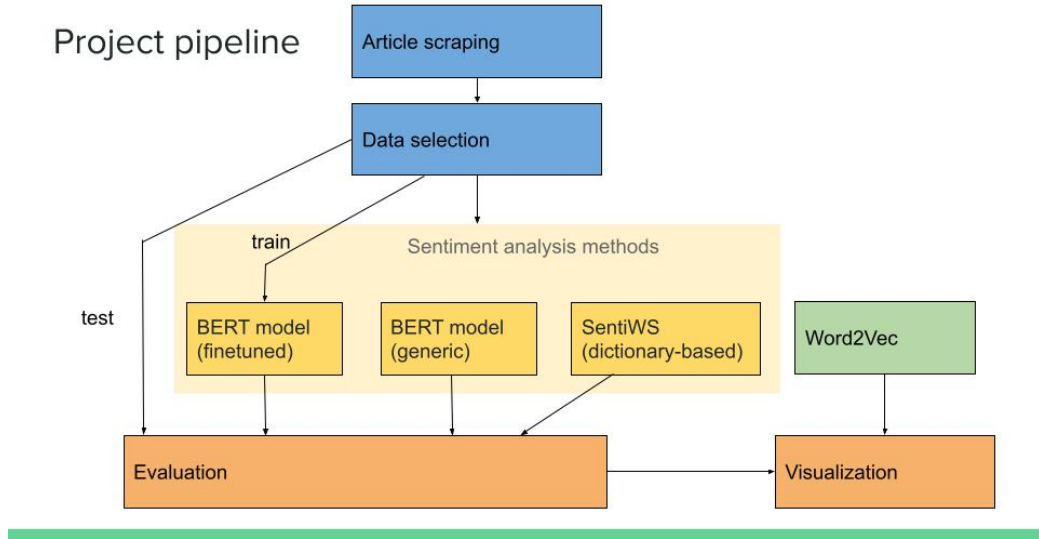 Project pipeline
Article scraping
Data selection
train
Sentiment analysis methods
test
BERT model
(finetuned)
BERT model
(generic)
SentiWS
(dictionary-based)
Word2Vec
Evaluation
Visualization